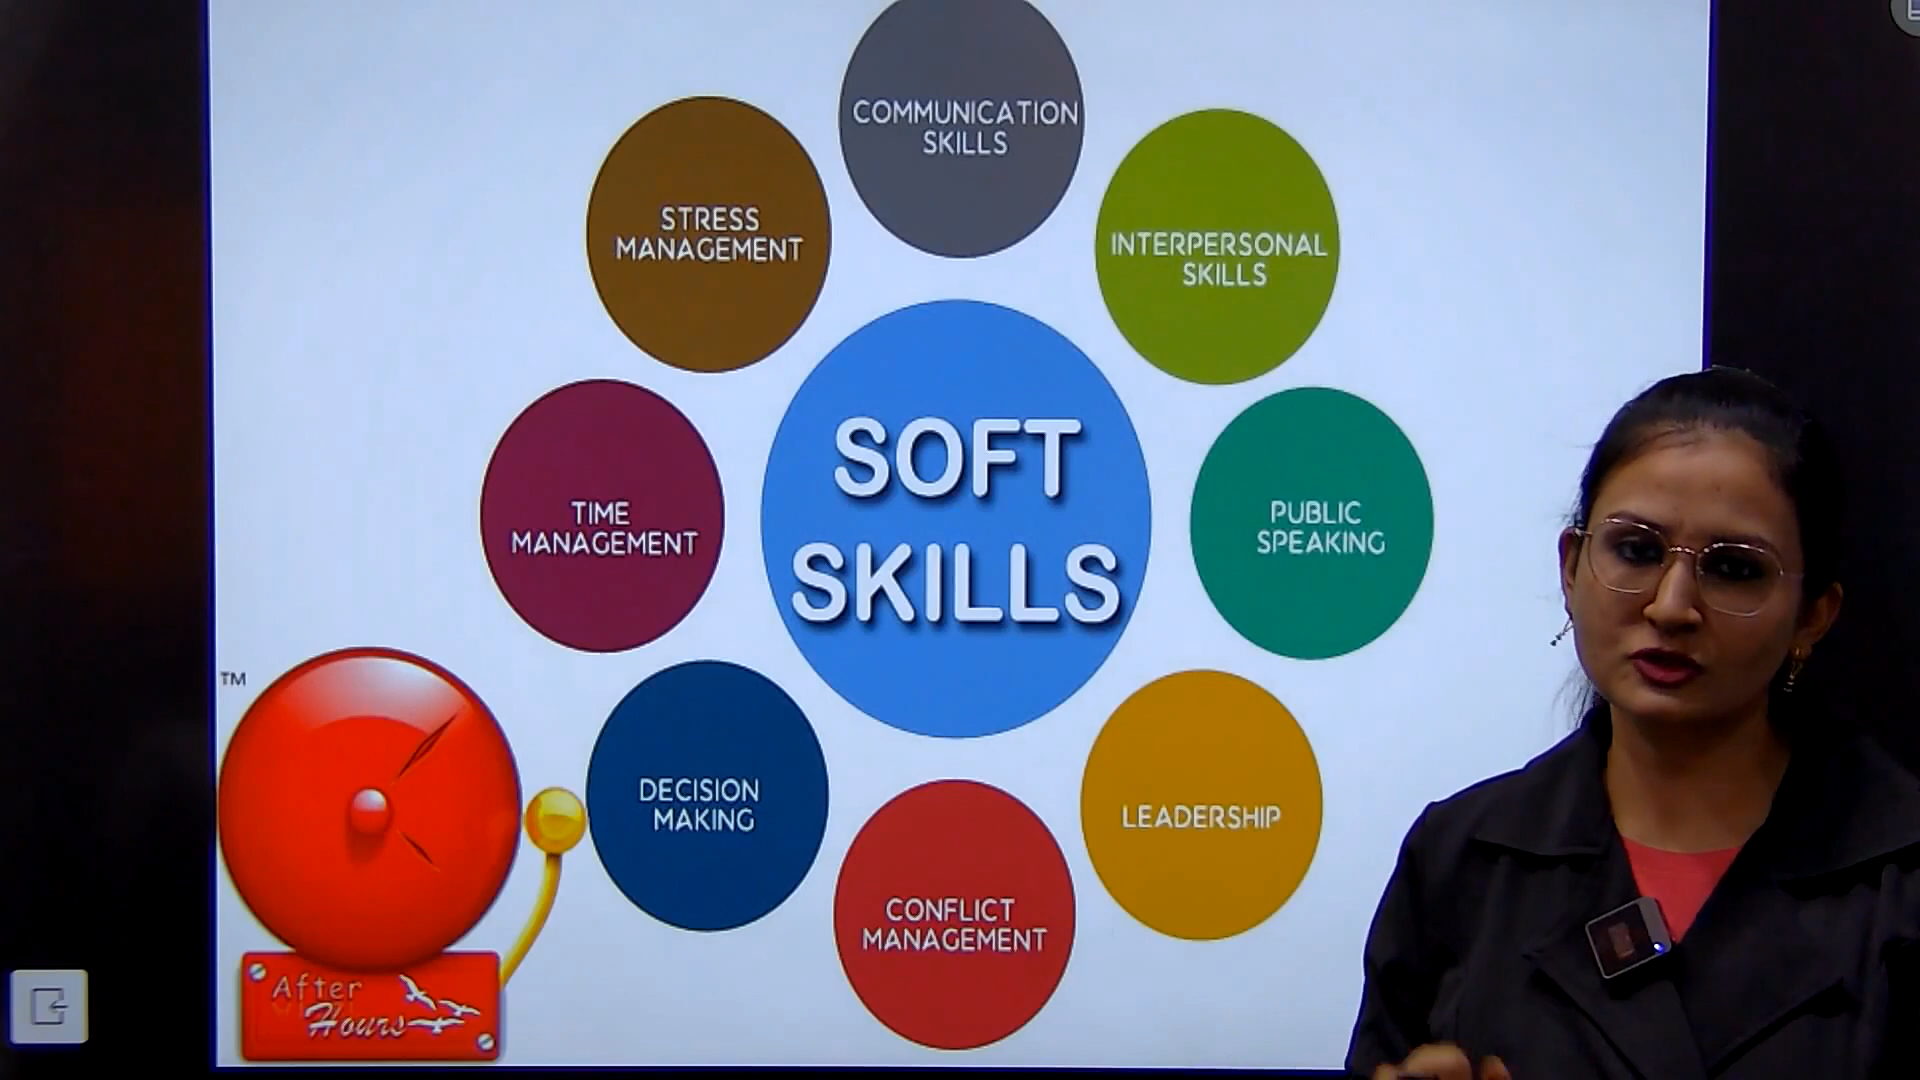 COMMUNICATION
SKILLS
STRESS
MANAGEMENT
INTERPERSONAL
SKILLS
SOFT
SKILLS
TIME
MANAGEMENT
PUBLIC
SPEAKING
TM
DECISION
MAKING
LEADERSHIP
CONFLICT
MANAGEMENT
After
Hours